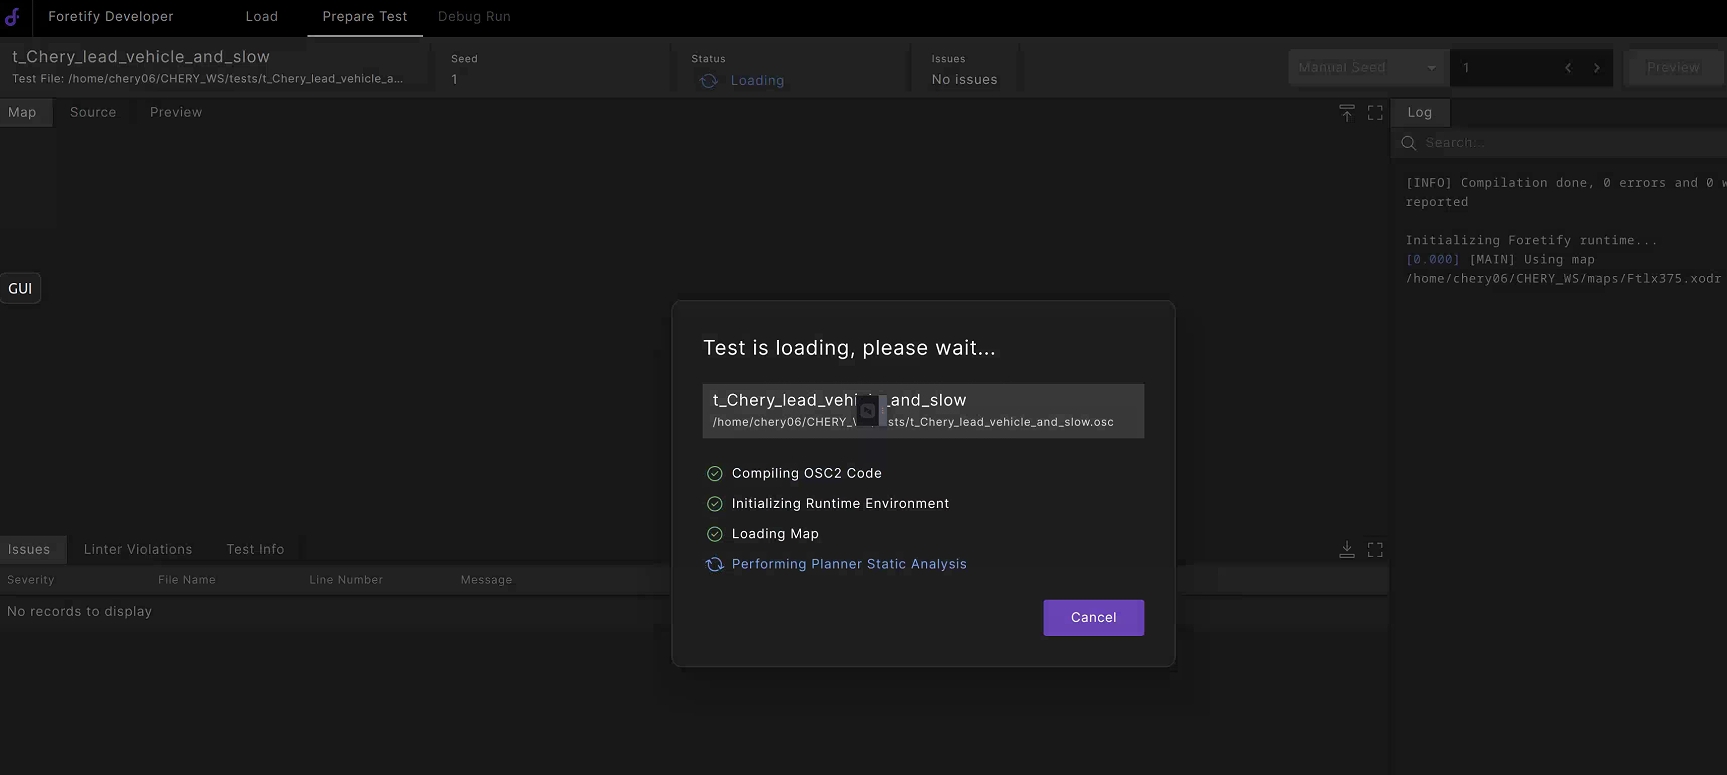 Foretify Developer
Load
Prepare Test
Debug Run
t_Chery_lead_vehicle_and_slow
Test File: /home/chery06/CHERY_WS/tests/t_Chery_lead_vehicle_a...
Seed
1
Status
Loading
Issues
No issues
Manual Seed
1
Preview
Map
Source
Preview
Log
Search...
[INFO] Compilation done, 0 errors and 0 w
reported
Initializing Foretify runtime...
[0.000] [MAIN] Using map
/home/chery06/CHERY_WS/maps/Ftlx375.xodr
GUI
Test is loading, please wait...
t_Chery_lead_vehi _and_slow
/home/chery06/CHERY_W sts/t_Chery_lead_vehicle_and_slow.osc
Compiling OSC2 Code
Initializing Runtime Environment
Loading Map
Performing Planner Static Analysis
Cancel
Issues
Linter Violations
Test Info
Severity
File Name
Line Number
Message
No records to display